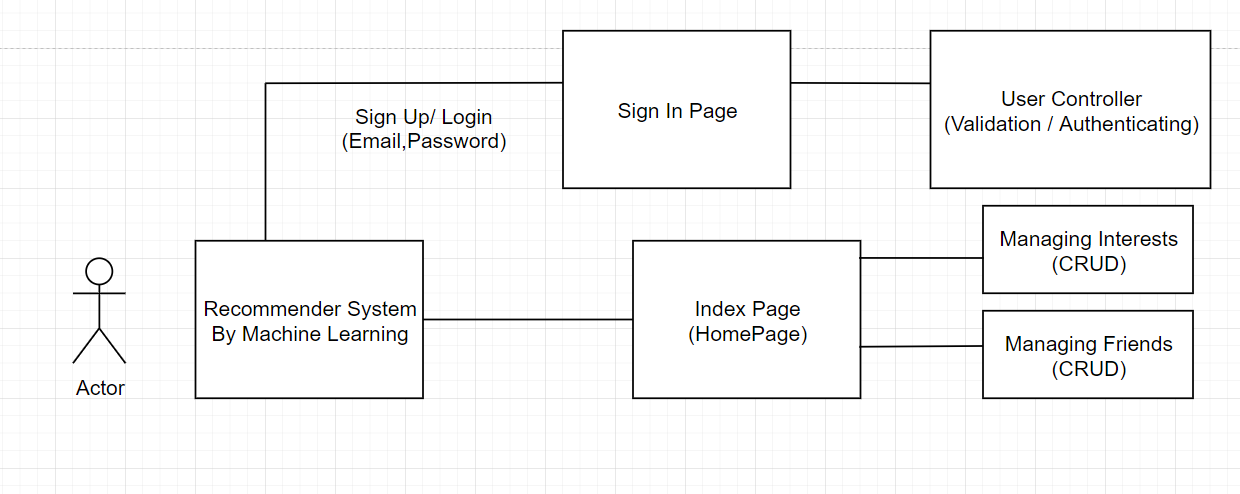 Sign Up/ Login
(Email,Password)
Sign In Page
User Controller
(Validation / Authenticating)
Managing Interests
(CRUD)
Recommender System
By Machine Learning
Index Page
(HomePage)
Managing Friends
(CRUD)
Actor